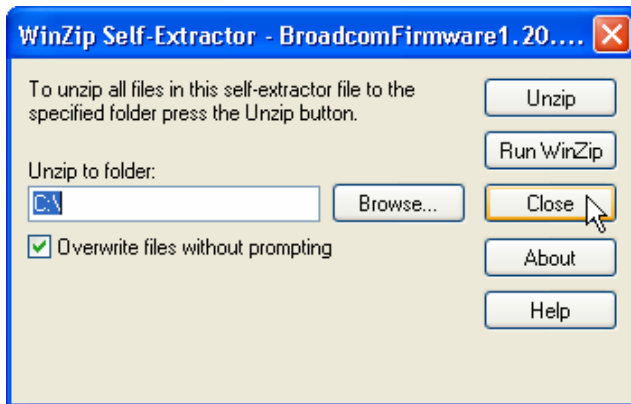 WinZip Self-Extractor - BroadcomFirmware1.20....
To unzip all files in this self-extractor file to the
specified folder press the Unzip button.
Unzip to folder:
C:\
Browse...
Overwrite files without prompting
Unzip
Run WinZip
Close
About
Help